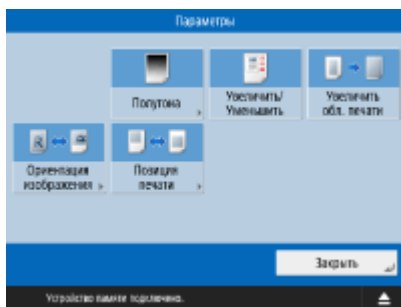 Параметры
Полутона
Увеличить/
Уменьшить
Увеличить
обл. печати
Ориентация
изображения
Позиция
печати
Закрыть
Устройство памяти подключено.